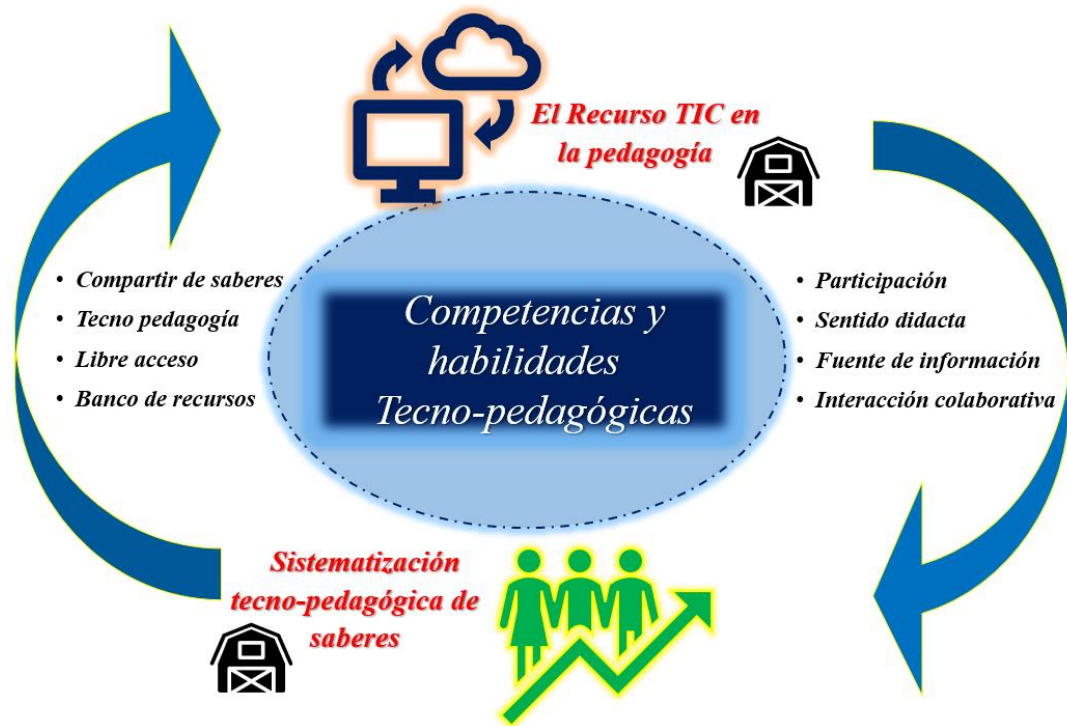 El Recurso TIC en
la pedagogía
• Compartir de saberes
• Tecno pedagogía
• Libre acceso
• Banco de recursos
Competencias y
habilidades
Tecno-pedagógicas
• Participación
• Sentido didacta
• Fuente de información
• Interacción colaborativa
Sistematización
tecno-pedagógica de
saberes